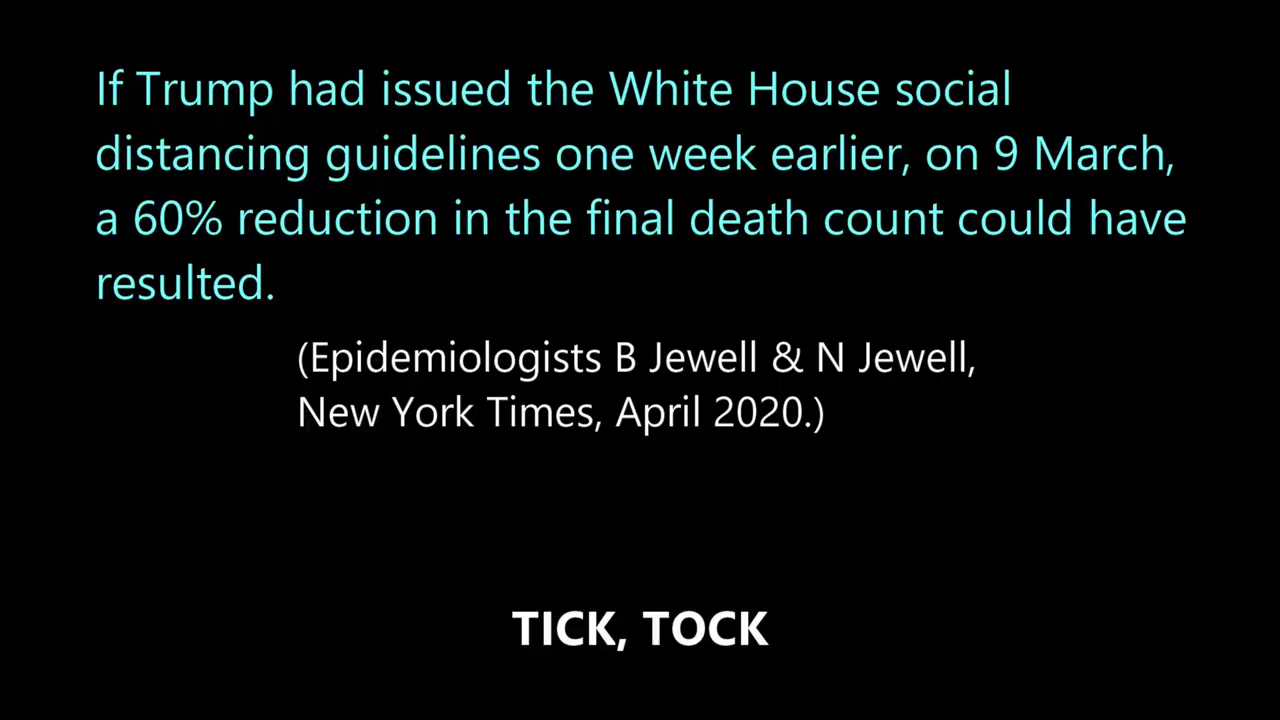 If Trump had issued the White House social
distancing guidelines one week earlier, on 9 March,
a 60% reduction in the final death count could have
resulted.
(Epidemiologists B Jewell & N Jewell,
New York Times, April 2020.)
TICK, TOCK